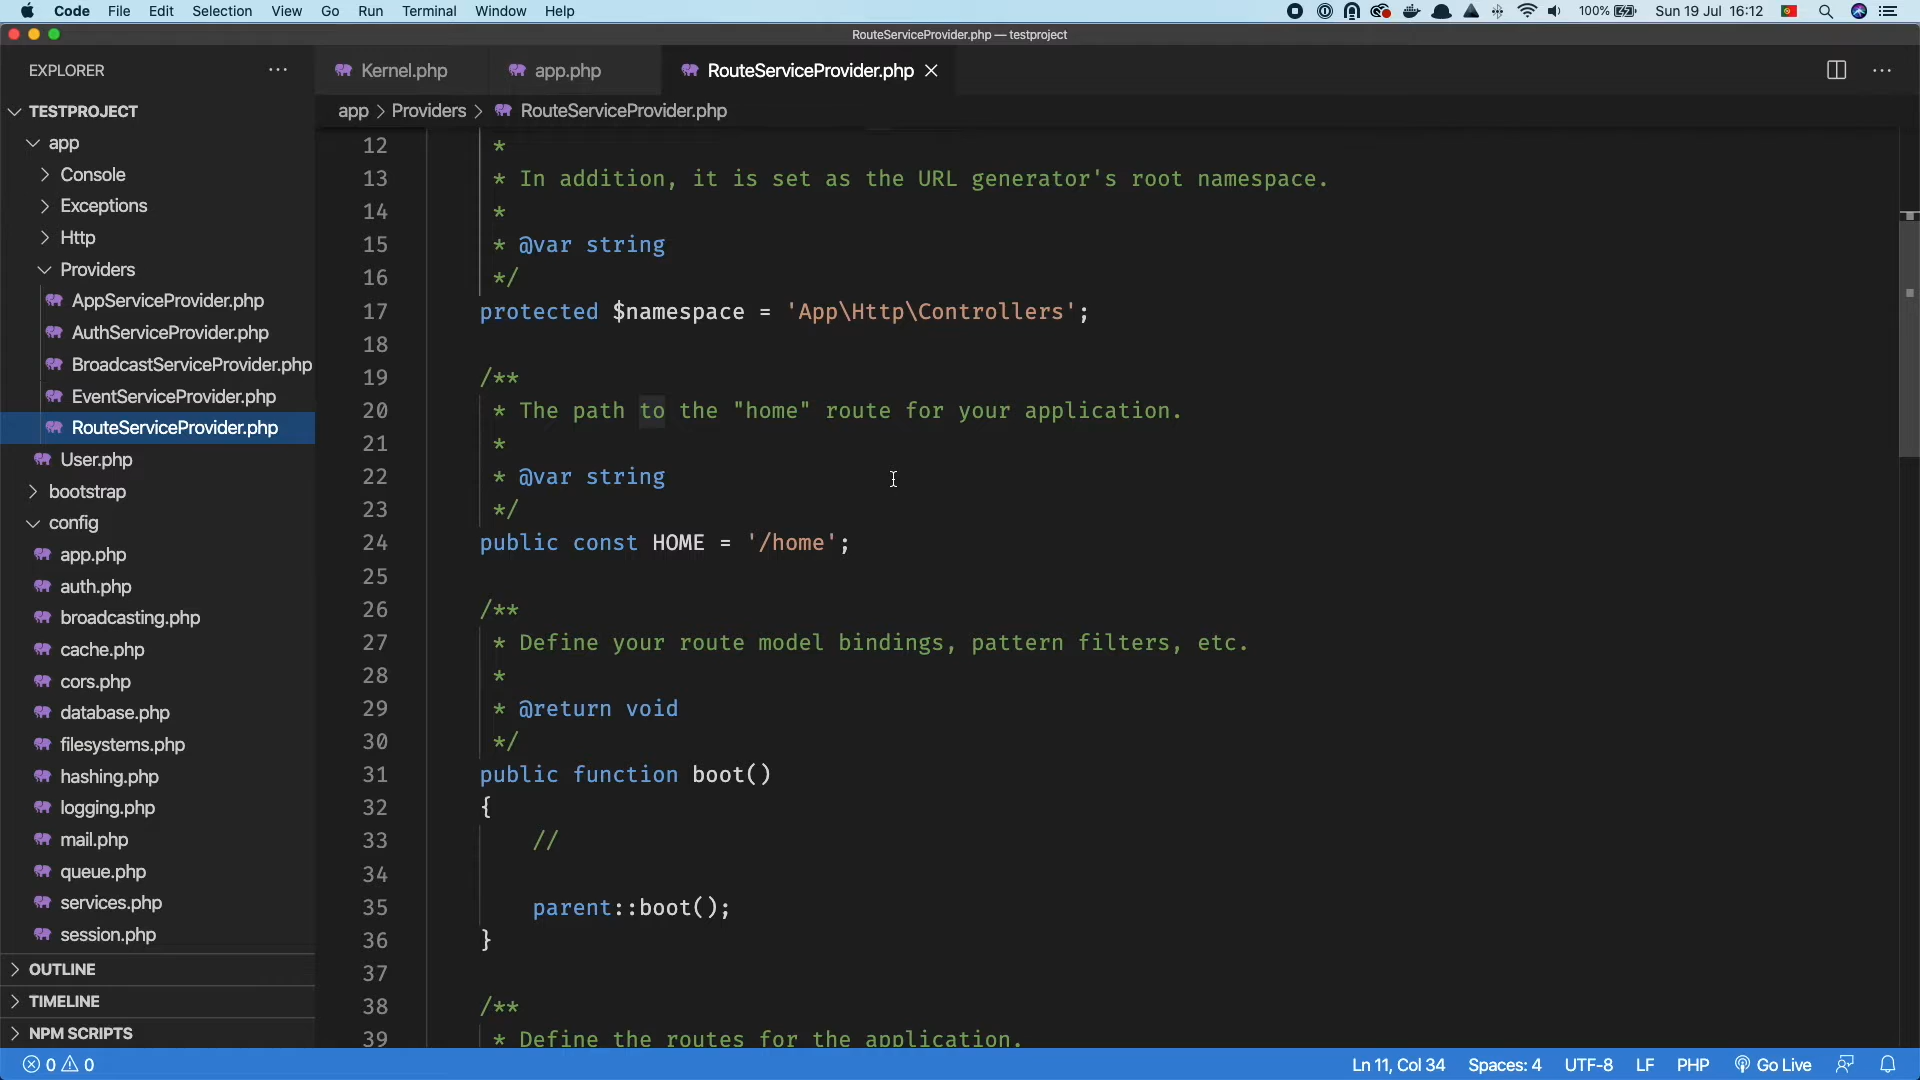 Code File Edit Selection View Go Run Terminal Window Help 100% Sun 19 Jul 16:12
RouteServiceProvider.php — testproject
EXPLORER
Kernel.php app.php RouteServiceProvider.php
TESTPROJECT
app > Providers > RouteServiceProvider.php
app
Console
Exceptions
Http
Providers
AppServiceProvider.php
AuthServiceProvider.php
BroadcastServiceProvider.php
EventServiceProvider.php
RouteServiceProvider.php
User.php
bootstrap
config
app.php
auth.php
broadcasting.php
cache.php
cors.php
database.php
filesystems.php
hashing.php
logging.php
mail.php
queue.php
services.php
session.php
OUTLINE
TIMELINE
NPM SCRIPTS
12 *
13 * In addition, it is set as the URL generator's root namespace.
14 *
15 * @var string
16 */
17 protected $namespace = 'App\Http\Controllers';
18
19 /**
20 * The path to the "home" route for your application.
21 *
22 * @var string
23 */
24 public const HOME = '/home';
25
26 /**
27 * Define your route model bindings, pattern filters, etc.
28 *
29 * @return void
30 */
31 public function boot()
32 {
33 //
34
35 parent::boot();
36 }
37
38 /**
39 * Define the routes for the application.
0 0 Ln 11, Col 34 Spaces: 4 UTF-8 LF PHP Go Live